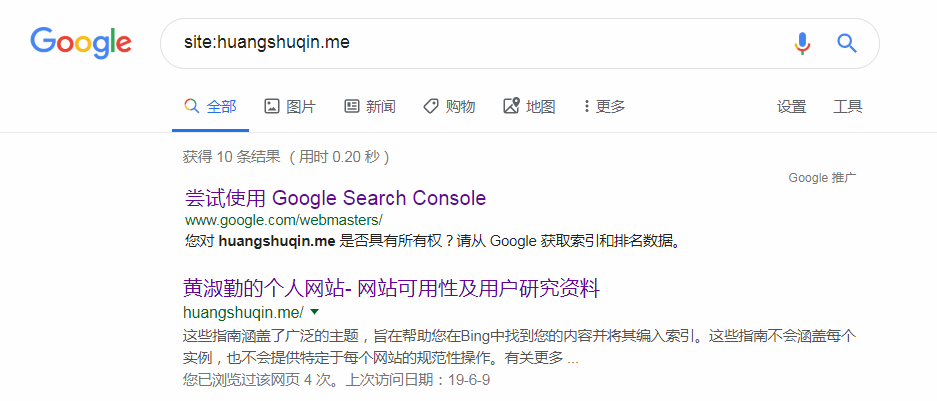 Google
site:huangshuqin.me
全部 图片 新闻 购物 地图 更多 设置 工具
获得 10 条结果 （用时 0.20 秒）
Google 推广
尝试使用 Google Search Console
www.google.com/webmasters/
您对 huangshuqin.me 是否具有所有权？请从 Google 获取索引和排名数据。
黄淑勤的个人网站- 网站可用性及用户研究资料
huangshuqin.me/
这些指南涵盖了广泛的主题，旨在帮助您在Bing中找到您的内容并将其编入索引。这些指南不会涵盖每个
实例，也不会提供特定于每个网站的规范性操作。有关更多 ...
您已浏览过该网页 4 次。上次访问日期：19-6-9